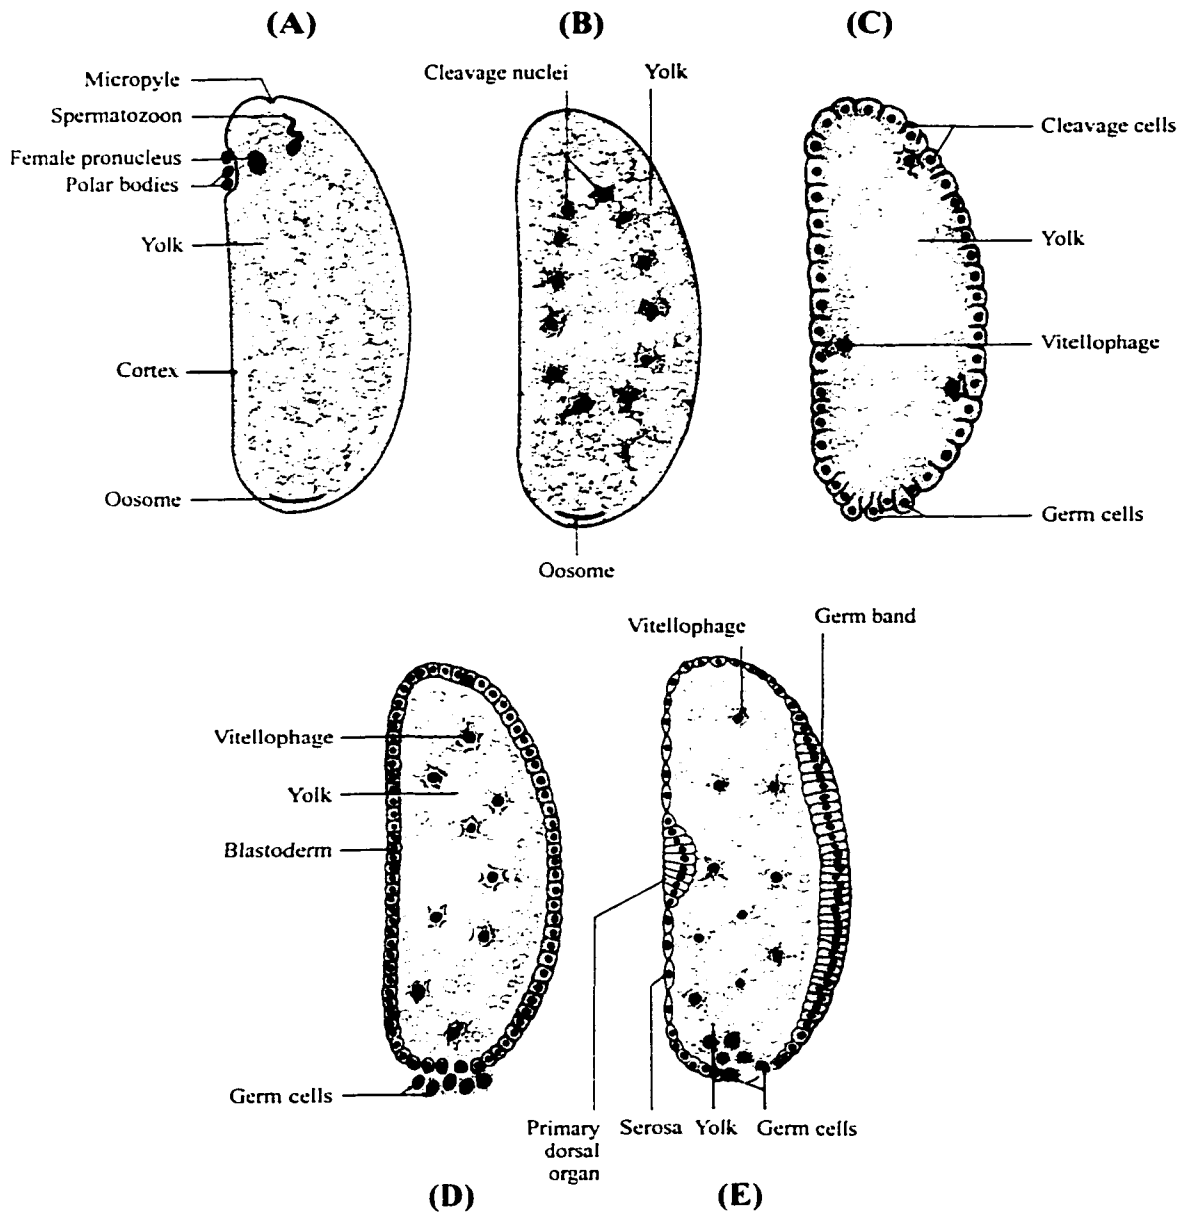 (A)
(B)
(C)
Micropyle
Spermatozoon
Female pronucleus
Polar bodies
Yolk
Cortex
Oosome
Cleavage nuclei
Yolk
Oosome
Cleavage cells
Yolk
Vitellophage
Germ cells
Vitellophage
Yolk
Blastoderm
Germ cells
Vitellophage
Germ band
Primary
dorsal
organ
Serosa
Yolk
Germ cells
(D)
(E)